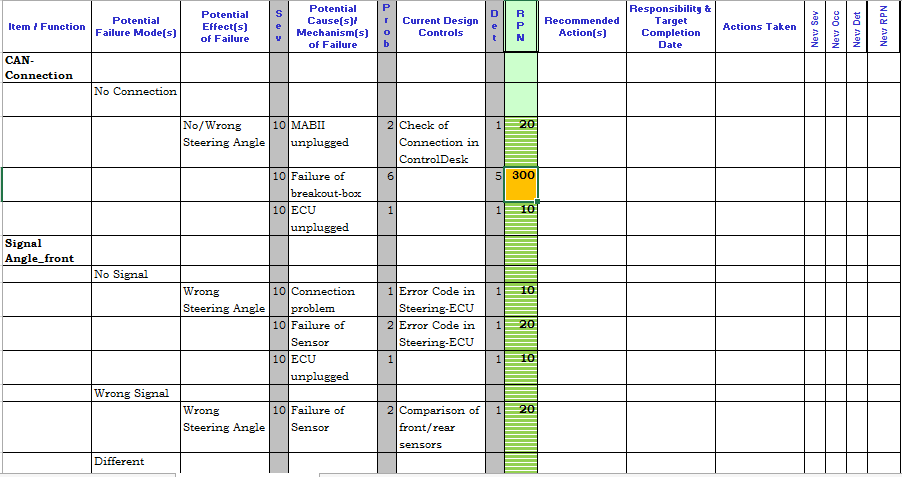 Item / Function
Potential
Failure Mode(s)
Potential
Effect(s)
of Failure
S
e
v
Potential
Cause(s)/
Mechanism(s)
of Failure
P
r
o
b
Current Design
Controls
D
e
t
R
P
N
Recommended
Action(s)
Responsibility &
Target
Completion
Date
Actions Taken
New Sev
New Occ
New Det
New RPN
CAN-
Connection
No Connection
No/Wrong 10 MABII 2 Check of 1 20
Steering Angle unplugged Connection in
ControlDesk
10 Failure of 6 5 300
breakout-box
10 ECU 1 1 10
unplugged
Signal
Angle_front
No Signal
Wrong 10 Connection 1 Error Code in 1 10
Steering Angle problem Steering-ECU
10 Failure of 2 Error Code in 1 20
Sensor Steering-ECU
10 ECU 1 1 10
unplugged
Wrong Signal
Wrong 10 Failure of 2 Comparison of 1 20
Steering Angle Sensor front/rear
sensors
Different